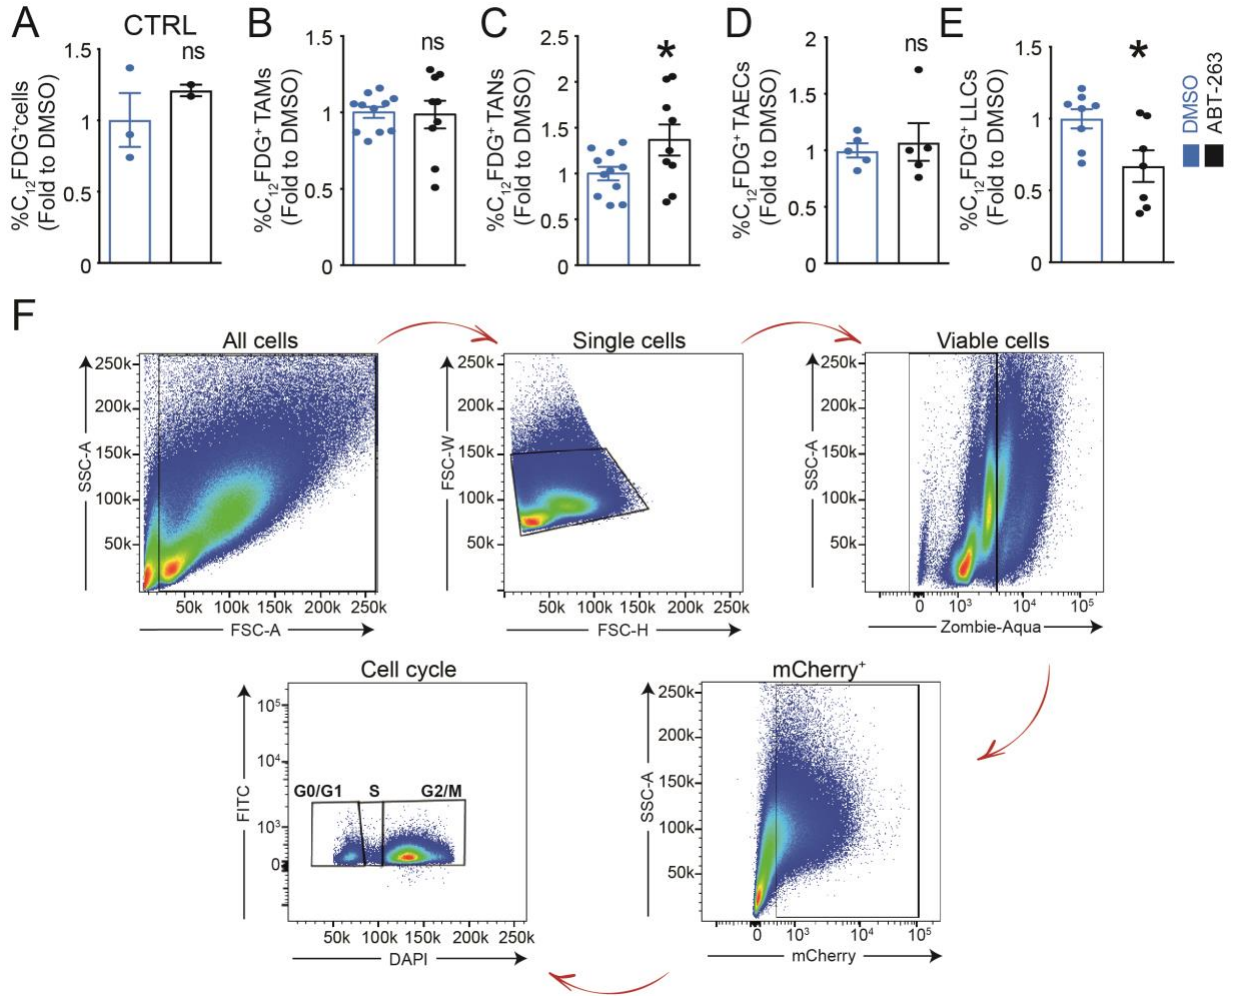 A
CTRL
ns
%C12FDG+cells
(Fold to DMSO)
1.5
1
0.5
0
B
ns
%C12FDG+ TAMs
(Fold to DMSO)
1.5
1
0.5
0
C
*
%C12FDG+ TANs
(Fold to DMSO)
2.5
2
1.5
1
0.5
0
D
ns
%C12FDG+ TAECs
(Fold to DMSO)
2
1.5
1
0.5
0
E
*
%C12FDG+ LLCs
(Fold to DMSO)
1.5
1
0.5
0
DMSO
ABT-263
F
All cells
SSC-A
250k
200k
150k
100k
50k
50k 100k 150k 200k 250k
FSC-A
Single cells
FSC-W
250k
200k
150k
100k
50k
50k 100k 150k 200k 250k
FSC-H
Viable cells
SSC-A
250k
200k
150k
100k
50k
0 10³ 10⁴ 10⁵
Zombie-Aqua
Cell cycle
FITC
10⁵
10⁴
10³
0
G0/G1 S G2/M
50k 100k 150k 200k 250k
DAPI
mCherry+
SSC-A
250k
200k
150k
100k
50k
0 10³ 10⁴ 10⁵
mCherry